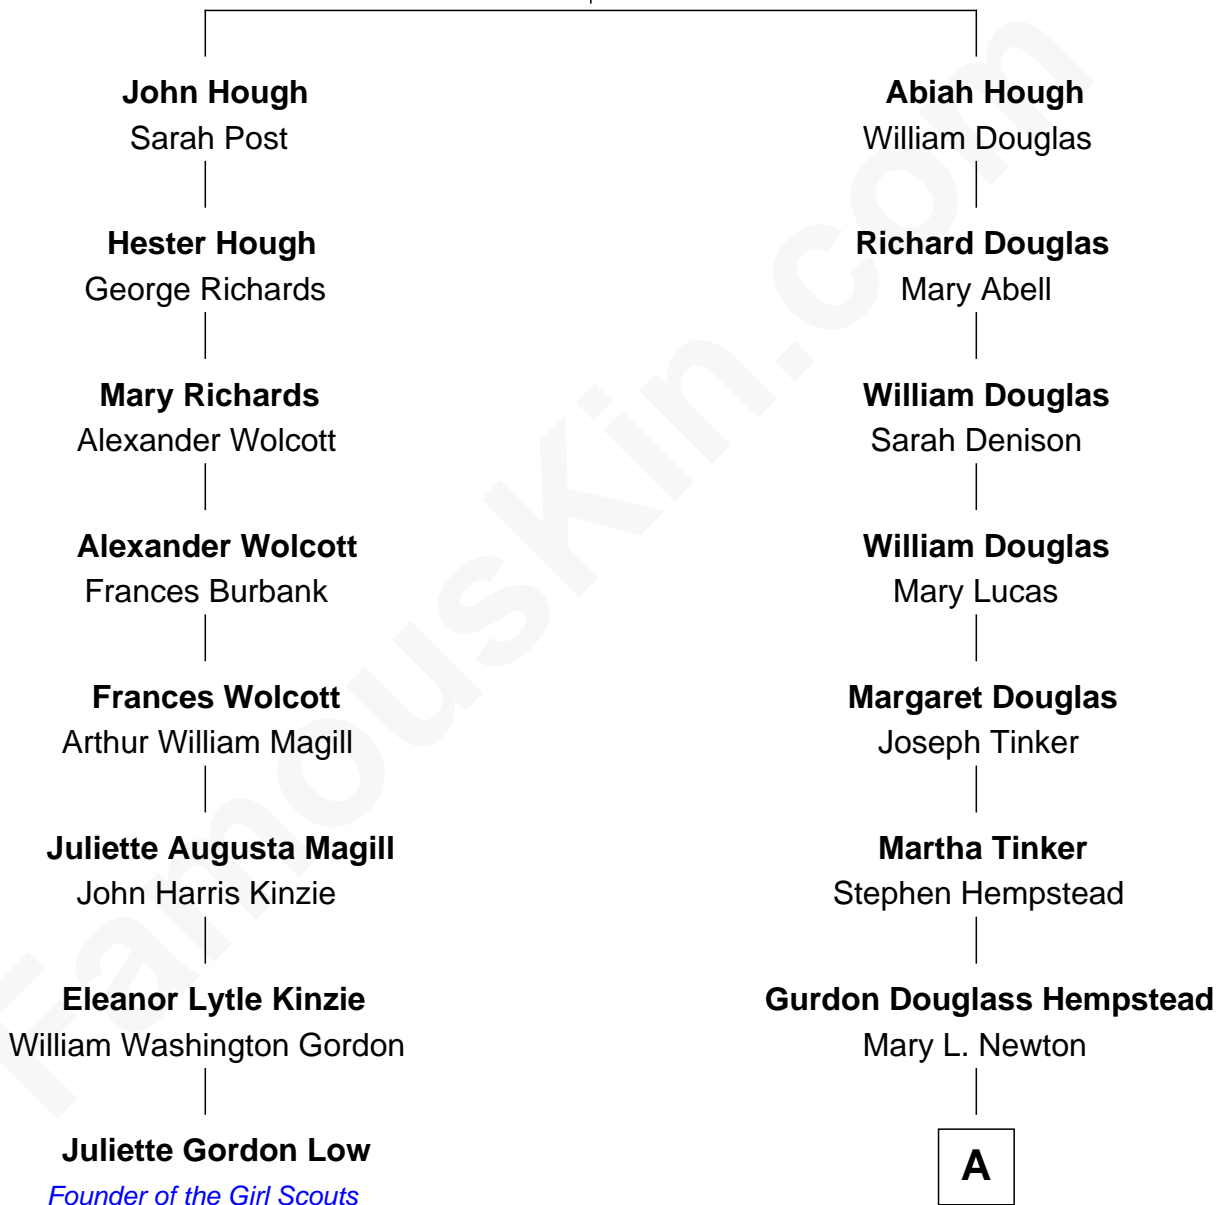 John Hough
Sarah Post
Hester Hough
George Richards
Mary Richards
Alexander Wolcott
Alexander Wolcott
Frances Burbank
Frances Wolcott
Arthur William Magill
Juliette Augusta Magill
John Harris Kinzie
Eleanor Lytle Kinzie
William Washington Gordon
Juliette Gordon Low
Founder of the Girl Scouts
Abiah Hough
William Douglas
Richard Douglas
Mary Abell
William Douglas
Sarah Denison
William Douglas
Mary Lucas
Margaret Douglas
Joseph Tinker
Martha Tinker
Stephen Hempstead
Gurdon Douglass Hempstead
Mary L. Newton
A
FamousKin.com